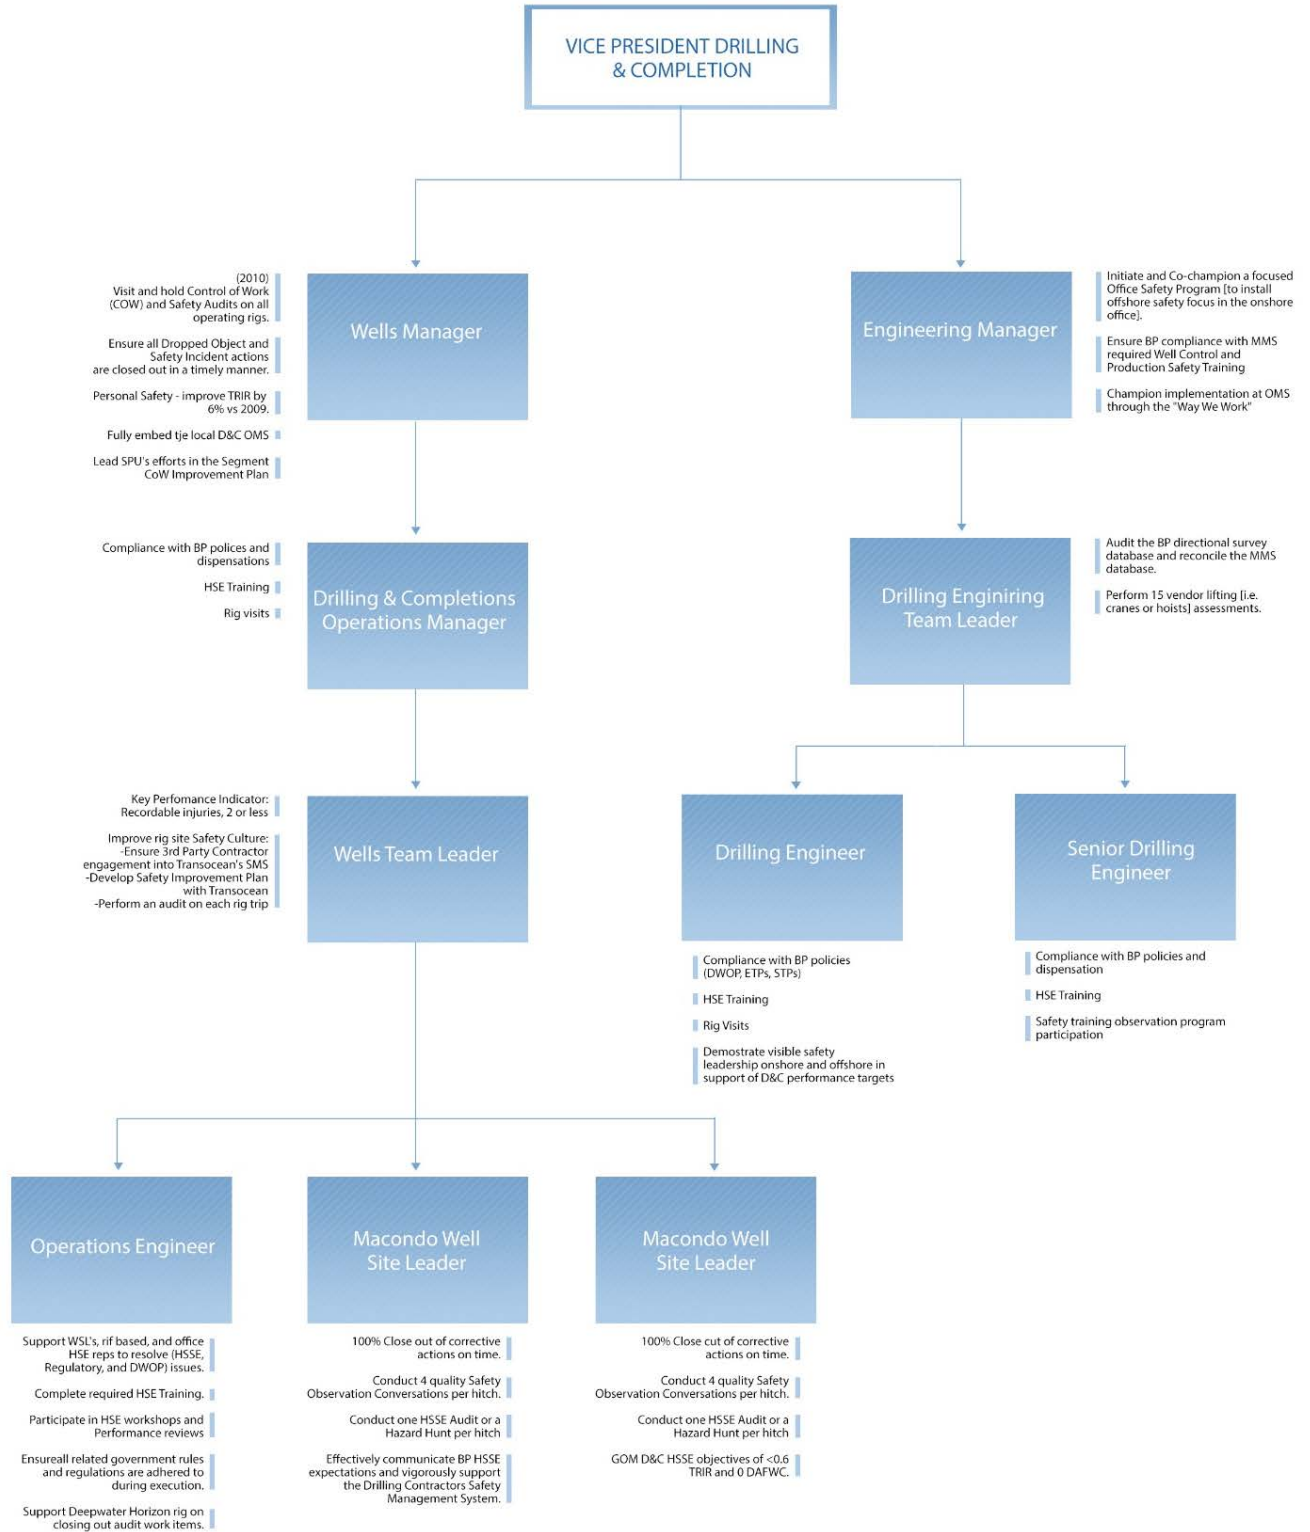 VICE PRESIDENT DRILLING
& COMPLETION
(2010)
Visit and hold Control of Work
(COW) and Safety Audits on all
operating rigs.
Ensure all Dropped Object and
Safety Incident actions
are closed out in a timely manner.
Personal Safety - improve TRIR by
6% vs 2009.
Fully embed tje local D&C OMS
Lead SPU's efforts in the Segment
CoW Improvement Plan
Wells Manager
Engineering Manager
Initiate and Co-champion a focused
Office Safety Program [to install
offshore safety focus in the onshore
office].
Ensure BP compliance with MMS
required Well Control and
Production Safety Training
Champion implementation at OMS
through the "Way We Work"
Compliance with BP polices and
dispensations
HSE Training
Rig visits
Drilling & Completions
Operations Manager
Drilling Enginiring
Team Leader
Audit the BP directional survey
database and reconcile the MMS
database.
Perform 15 vendor lifting [i.e.
cranes or hoists] assessments.
Key Perfomance Indicator:
Recordable injuries, 2 or less
Improve rig site Safety Culture:
-Ensure 3rd Party Contractor
engagement into Transocean's SMS
-Develop Safety Improvement Plan
with Transocean
-Perform an audit on each rig trip
Wells Team Leader
Drilling Engineer
Compliance with BP policies
(DWOP, ETPs, STPs)
HSE Training
Rig Visits
Demostrate visible safety
leadership onshore and offshore in
support of D&C performance targets
Senior Drilling
Engineer
Compliance with BP policies and
dispensation
HSE Training
Safety training observation program
participation
Operations Engineer
Support WSL's, rif based, and office
HSE reps to resolve (HSSE,
Regulatory, and DWOP) issues.
Complete required HSE Training.
Participate in HSE workshops and
Performance reviews
Ensureall related government rules
and regulations are adhered to
during execution.
Support Deepwater Horizon rig on
closing out audit work items.
Macondo Well
Site Leader
100% Close out of corrective
actions on time.
Conduct 4 quality Safety
Observation Conversations per hitch.
Conduct one HSSE Audit or a
Hazard Hunt per hitch
Effectively communicate BP HSSE
expectations and vigorously support
the Drilling Contractors Safety
Management System.
Macondo Well
Site Leader
100% Close cut of corrective
actions on time.
Conduct 4 quality Safety
Observation Conversations per hitch.
Conduct one HSSE Audit or a
Hazard Hunt per hitch
GOM D&C HSSE objectives of <0.6
TRIR and 0 DAFWC.